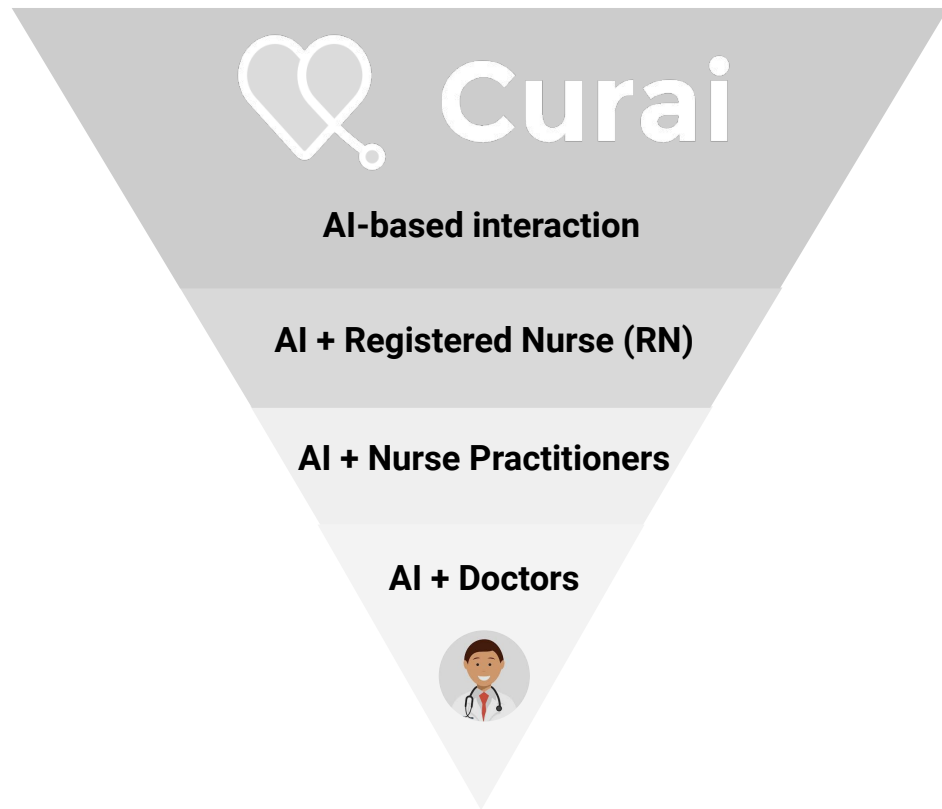 Curai
AI-based interaction
AI + Registered Nurse (RN)
AI + Nurse Practitioners
AI + Doctors